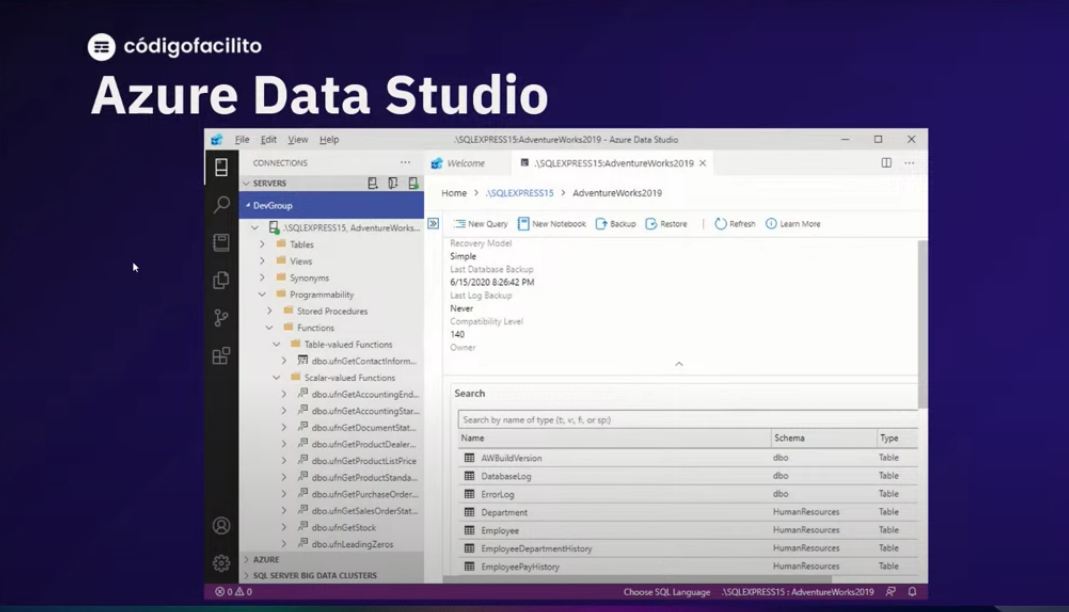 códigofacilito
Azure Data Studio
File Edit View Help
.\SQLEXPRESS15:AdventureWorks2019 - Azure Data Studio
CONNECTIONS
Welcome
.\SQLEXPRESS15:AdventureWorks2019
SERVERS
DevGroup
Home > .\SQLEXPRESS15 > AdventureWorks2019
.\SQLEXPRESS15, AdventureWorks...
New Query New Notebook Backup Restore Refresh Learn More
Tables
Views
Synonyms
Programmability
Stored Procedures
Functions
Table-valued Functions
dbo.ufnGetContactInform...
Scalar-valued Functions
dbo.ufnGetAccountingEnd...
dbo.ufnGetAccountingStar...
dbo.ufnGetDocumentStat...
dbo.ufnGetProductDealer...
dbo.ufnGetProductListPrice
dbo.ufnGetProductStanda...
dbo.ufnGetPurchaseOrder...
dbo.ufnGetSalesOrderStat...
dbo.ufnGetStock
dbo.ufnLeadingZeros
AZURE
SQL SERVER BIG DATA CLUSTERS
Recovery Model
Simple
Last Database Backup
6/15/2020 8:26:42 PM
Last Log Backup
Never
Compatibility Level
140
Owner
Search
Search by name of type (t:, v:, f:, or sp:)
Name Schema Type
AWBuildVersion dbo Table
DatabaseLog dbo Table
ErrorLog dbo Table
Department HumanResources Table
Employee HumanResources Table
EmployeeDepartmentHistory HumanResources Table
EmployeePayHistory HumanResources Table
0 0
Choose SQL Language .\SQLEXPRESS15 : AdventureWorks2019